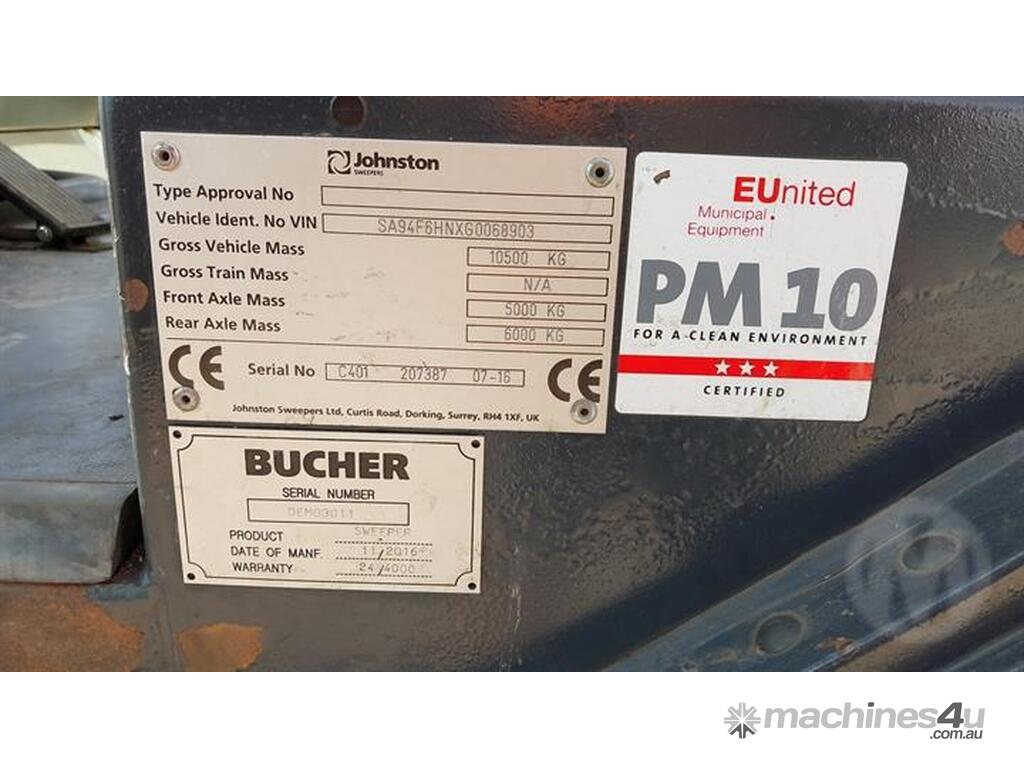 Johnston
SWEEPERS
Type Approval No
Vehicle Ident. No VIN SA94F6HNXG0068903
Gross Vehicle Mass 10500 KG
Gross Train Mass N/A
Front Axle Mass 5000 KG
Rear Axle Mass 6000 KG
CE Serial No C401 207387 07-16 CE
Johnston Sweepers Ltd, Curtis Road, Dorking, Surrey, RH4 1XF, UK
EUnited
Municipal
Equipment
PM 10
FOR A CLEAN ENVIRONMENT
CERTIFIED
BUCHER
SERIAL NUMBER
DEM03011
PRODUCT SWEEPER
DATE OF MANF. 11/2016
WARRANTY 24/4000
machines4u
.com.au